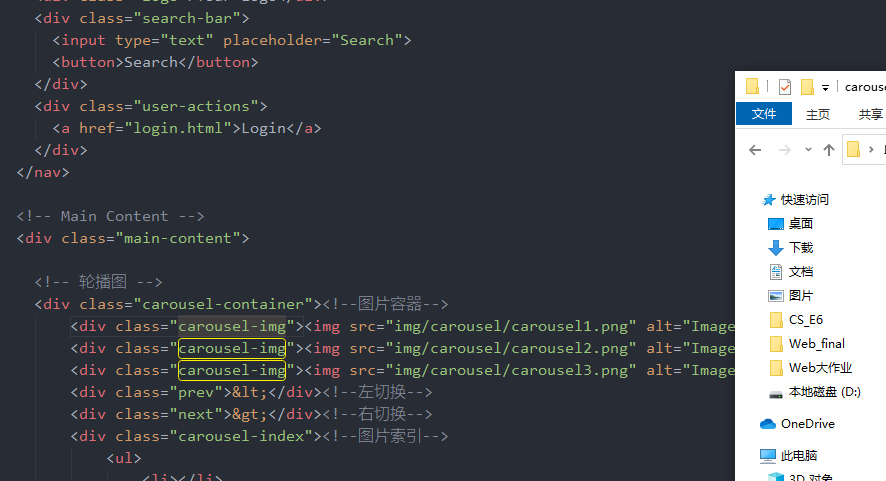 <div class="search-bar">
<input type="text" placeholder="Search">
<button>Search</button>
</div>
<div class="user-actions">
<a href="login.html">Login</a>
</div>
</nav>
<!-- Main Content -->
<div class="main-content">
<!-- 轮播图 -->
<div class="carousel-container"><!--图片容器-->
<div class="carousel-img"><img src="img/carousel/carousel1.png" alt="Image
<div class="carousel-img"><img src="img/carousel/carousel2.png" alt="Image
<div class="carousel-img"><img src="img/carousel/carousel3.png" alt="Image
<div class="prev">&lt;</div><!--左切换-->
<div class="next">&gt;</div><!--右切换-->
<div class="carousel-index"><!--图片索引-->
<ul>
<li></li>
carouse
文件 主页 共享
快速访问
桌面
下载
文档
图片
CS_E6
Web_final
Web大作业
本地磁盘 (D:)
OneDrive
此电脑
3D 对象